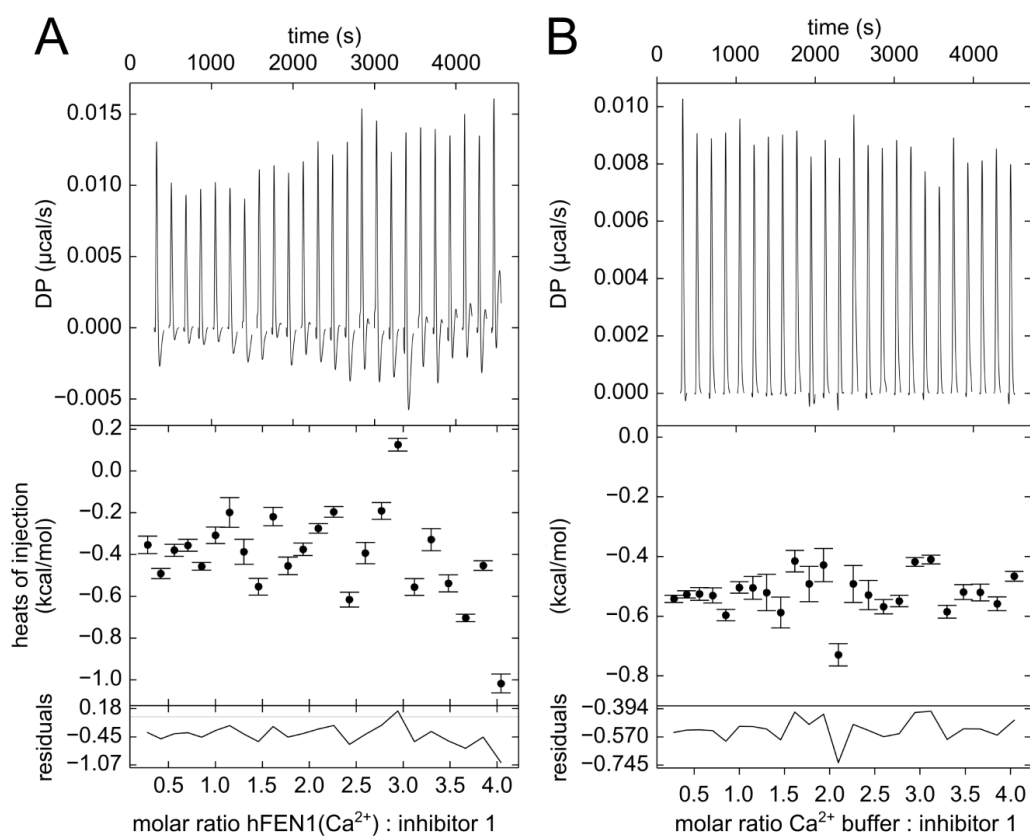 A
time (s)
0 1000 2000 3000 4000
DP (µcal/s)
0.015
0.010
0.005
0.000
−0.005
heats of injection
(kcal/mol)
0.2
0.0
−0.2
−0.4
−0.6
−0.8
−1.0
residuals
0.18
−0.45
−1.07
0.5 1.0 1.5 2.0 2.5 3.0 3.5 4.0
molar ratio hFEN1(Ca²⁺) : inhibitor 1
B
time (s)
0 1000 2000 3000 4000
DP (µcal/s)
0.010
0.008
0.006
0.004
0.002
0.000
(kcal/mol)
0.0
−0.2
−0.4
−0.6
−0.8
residuals
−0.394
−0.570
−0.745
0.5 1.0 1.5 2.0 2.5 3.0 3.5 4.0
molar ratio Ca²⁺ buffer : inhibitor 1